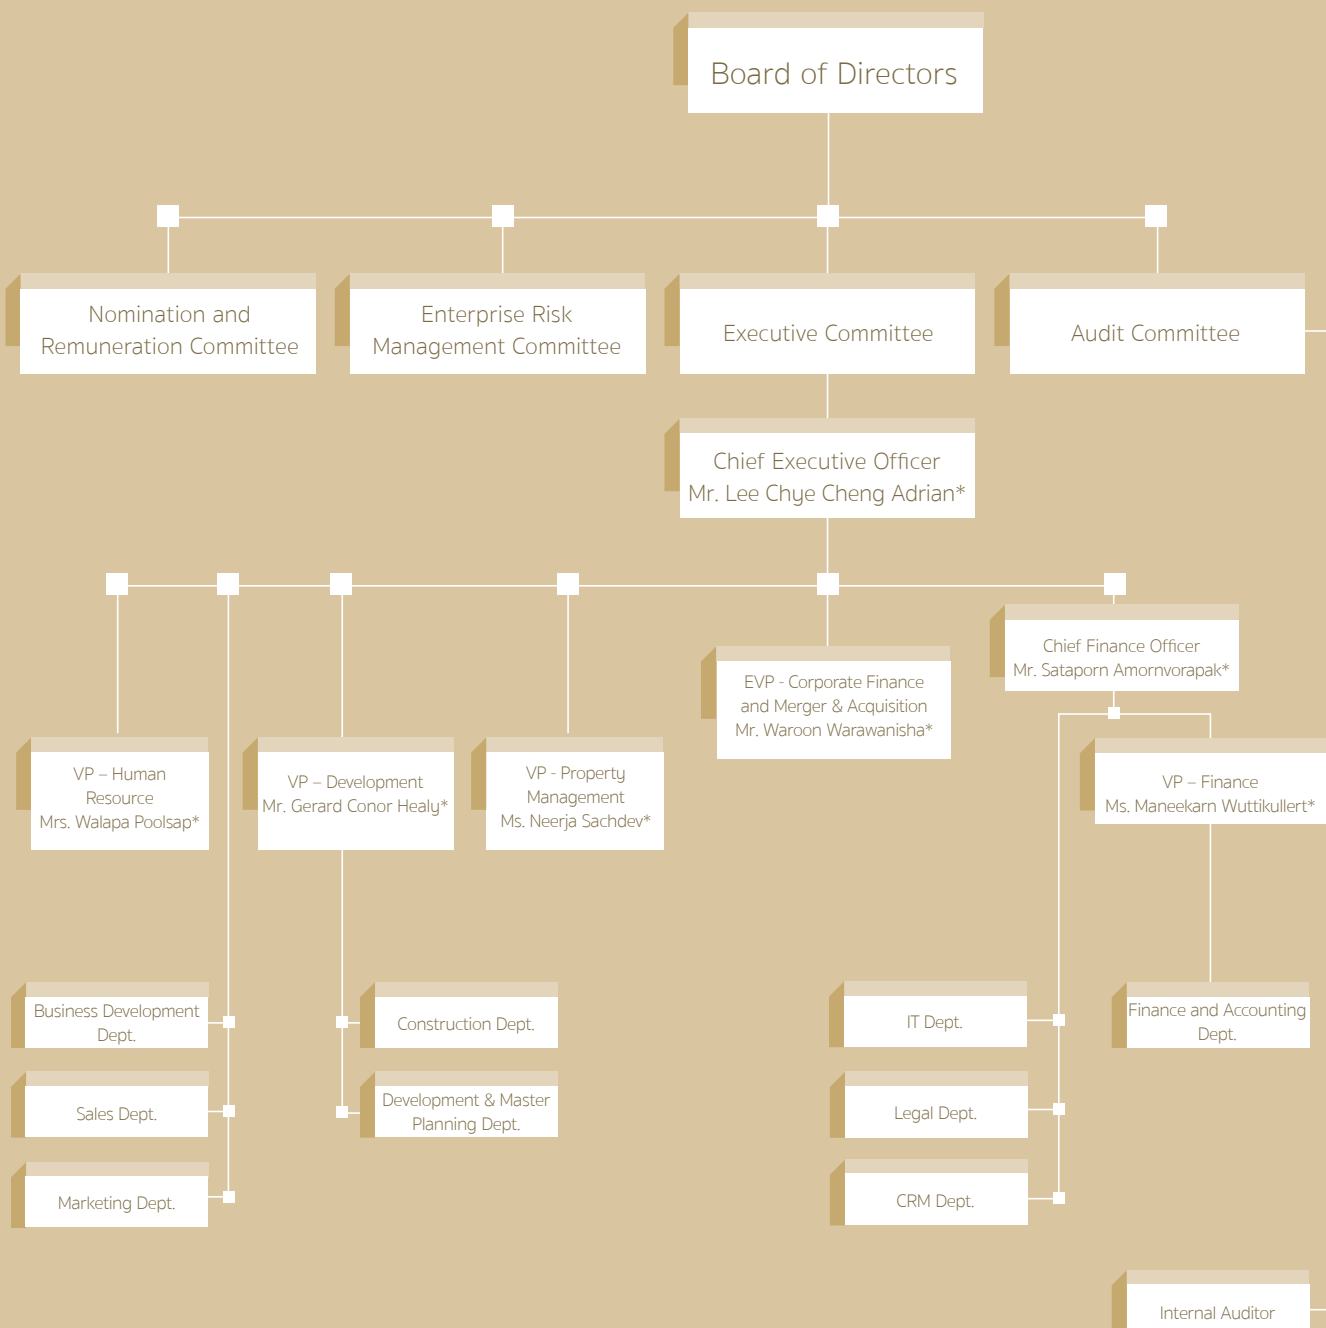 Board of Directors
Nomination and
Remuneration Committee
Enterprise Risk
Management Committee
Executive Committee
Audit Committee
Chief Executive Officer
Mr. Lee Chye Cheng Adrian*
Chief Finance Officer
Mr. Sataporn Amornvorapak*
EVP - Corporate Finance
and Merger & Acquisition
Mr. Waroon Warawanisha*
VP – Human
Resource
Mrs. Walapa Poolsap*
VP – Development
Mr. Gerard Conor Healy*
VP - Property
Management
Ms. Neerja Sachdev*
VP – Finance
Ms. Maneekarn Wuttikullert*
Business Development
Dept.
Construction Dept.
IT Dept.
Finance and Accounting
Dept.
Sales Dept.
Development & Master
Planning Dept.
Legal Dept.
Marketing Dept.
CRM Dept.
Internal Auditor